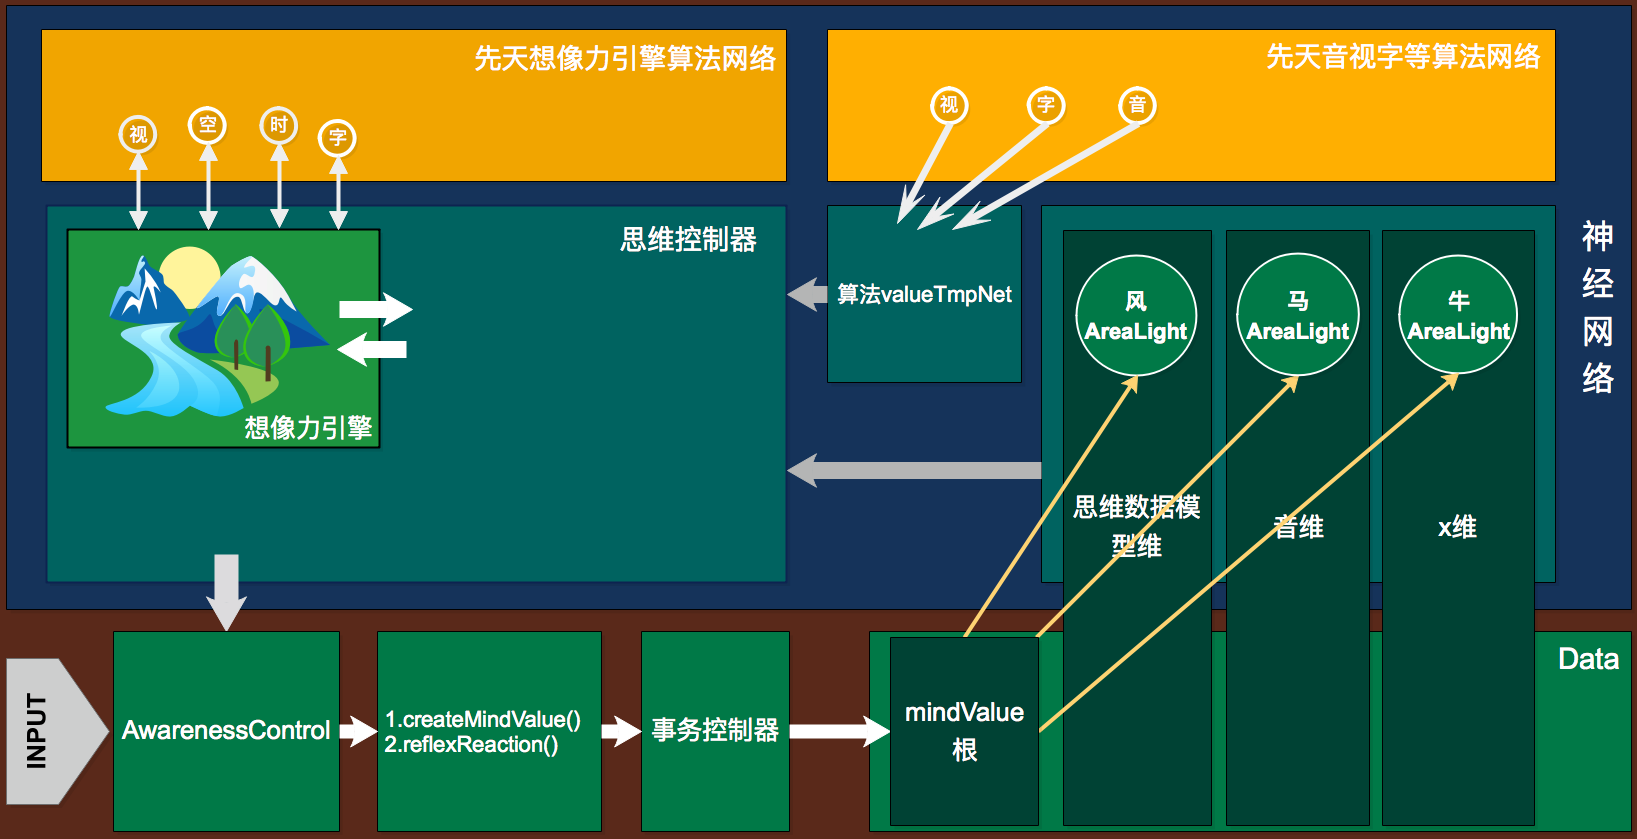 先天想像力引擎算法网络
视
空
时
字
先天音视字等算法网络
视
字
音
思维控制器
想像力引擎
算法valueTmpNet
风
AreaLight
马
AreaLight
牛
AreaLight
思维数据模
型维
音维
x维
神
经
网
络
INPUT
AwarenessControl
1.createMindValue()
2.reflexReaction()
事务控制器
mindValue
根
Data